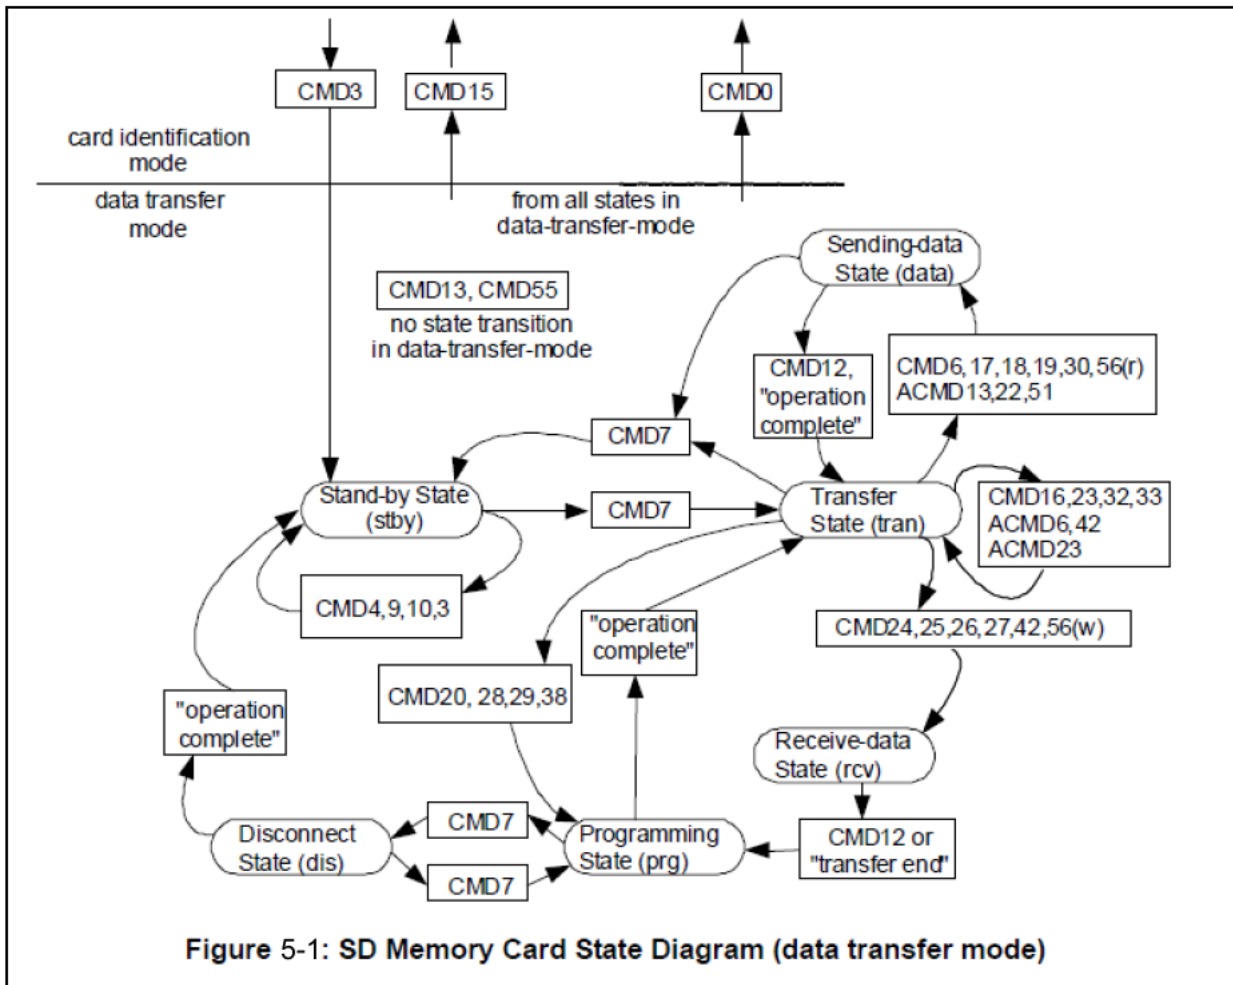 CMD3
CMD15
CMD0
card identification
mode
data transfer
mode
from all states in
data-transfer-mode
Sending-data
State (data)
CMD13, CMD55
no state transition
in data-transfer-mode
CMD12,
"operation
complete"
CMD6,17,18,19,30,56(r)
ACMD13,22,51
CMD7
Stand-by State
(stby)
CMD7
Transfer
State (tran)
CMD16,23,32,33
ACMD6,42
ACMD23
CMD4,9,10,3
"operation
complete"
CMD24,25,26,27,42,56(w)
CMD20, 28,29,38
"operation
complete"
Receive-data
State (rcv)
Disconnect
State (dis)
CMD7
CMD7
Programming
State (prg)
CMD12 or
"transfer end"
Figure 5-1: SD Memory Card State Diagram (data transfer mode)